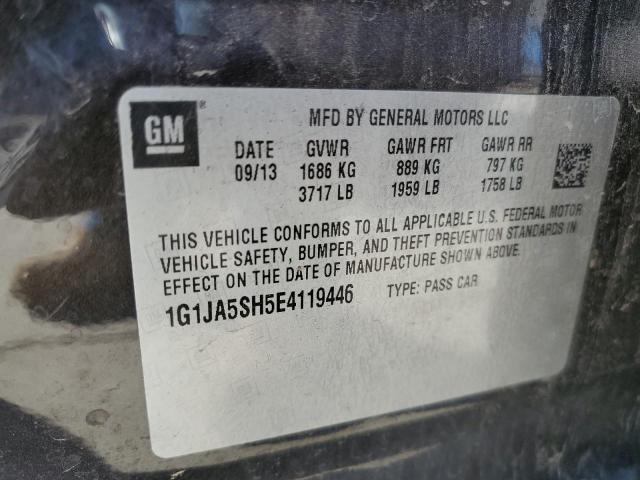 GM ®
MFD BY GENERAL MOTORS LLC
DATE GVWR GAWR FRT GAWR RR
09/13 1686 KG 889 KG 797 KG
3717 LB 1959 LB 1758 LB
THIS VEHICLE CONFORMS TO ALL APPLICABLE U.S. FEDERAL MOTOR
VEHICLE SAFETY, BUMPER, AND THEFT PREVENTION STANDARDS IN
EFFECT ON THE DATE OF MANUFACTURE SHOWN ABOVE.
1G1JA5SH5E4119446 TYPE: PASS CAR